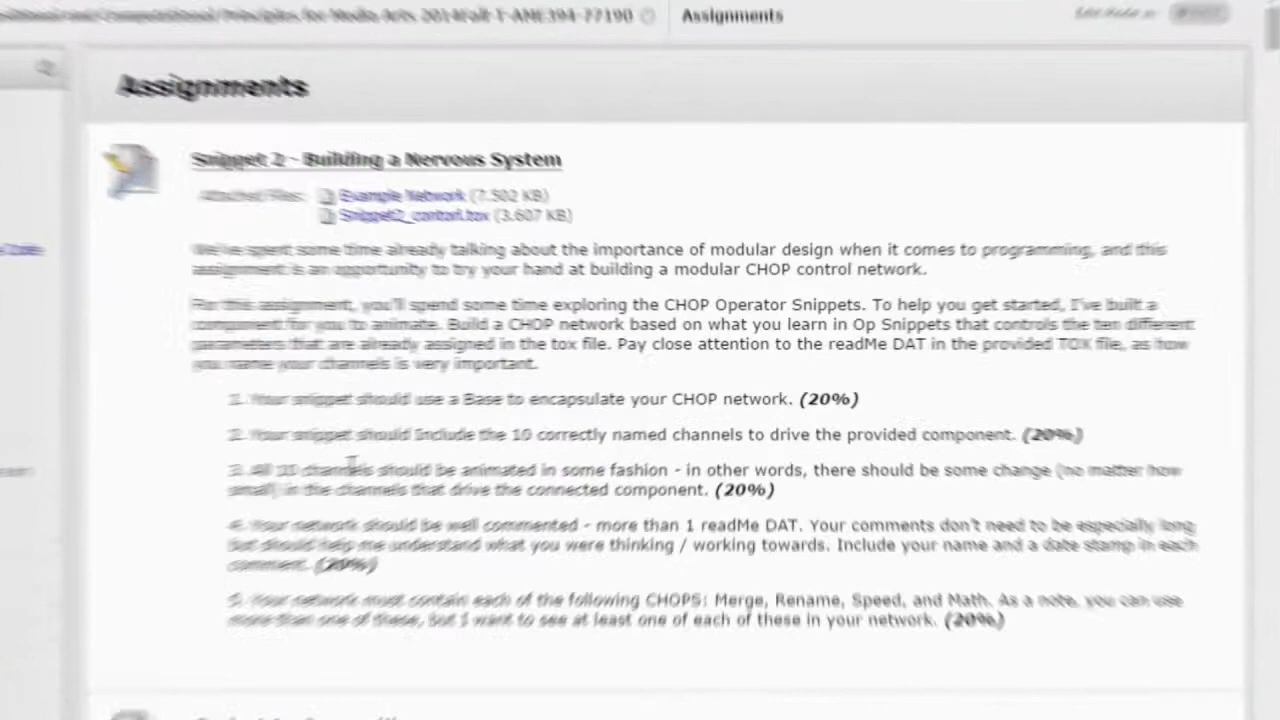 and Computational Principles for Media Arts 2014Fall-T-AME394-77190 Assignments
Assignments
Snippet 2 - Building a Nervous System
Attached Files: Example Network (7.502 KB)
Snippet2_contorl.tox (3.607 KB)
We've spent some time already talking about the importance of modular design when it comes to programming, and this
assignment is an opportunity to try your hand at building a modular CHOP control network.
For this assignment, you'll spend some time exploring the CHOP Operator Snippets. To help you get started, I've built a
component for you to animate. Build a CHOP network based on what you learn in Op Snippets that controls the ten different
parameters that are already assigned in the tox file. Pay close attention to the readMe DAT in the provided TOX file, as how
you name your channels is very important.
1. Your snippet should use a Base to encapsulate your CHOP network. (20%)
2. Your snippet should Include the 10 correctly named channels to drive the provided component. (20%)
3. All 10 channels should be animated in some fashion - in other words, there should be some change (no matter how
small) in the channels that drive the connected component. (20%)
4. Your network should be well commented - more than 1 readMe DAT. Your comments don't need to be especially long
but should help me understand what you were thinking / working towards. Include your name and a date stamp in each
comment. (20%)
5. Your network must contain each of the following CHOPS: Merge, Rename, Speed, and Math. As a note, you can use
more than one of these, but I want to see at least one of each of these in your network. (20%)